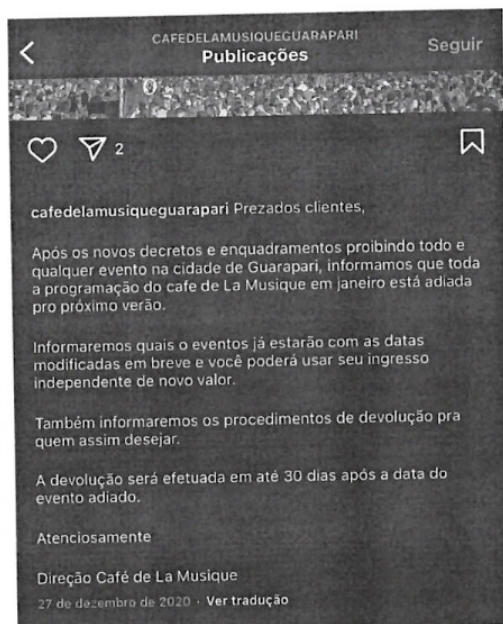 CAFEDELAMUSIQUEGUARAPARI
Publicações
Seguir
2
cafedelamusiqueguarapari Prezados clientes,
Após os novos decretos e enquadramentos proibindo todo e
qualquer evento na cidade de Guarapari, informamos que toda
a programação do cafe de La Musique em janeiro está adiada
pro próximo verão.
Informaremos quais o eventos já estarão com as datas
modificadas em breve e você poderá usar seu ingresso
independente de novo valor.
Também informaremos os procedimentos de devolução pra
quem assim desejar.
A devolução será efetuada em até 30 dias após a data do
evento adiado.
Atenciosamente
Direção Café de La Musique
27 de dezembro de 2020 · Ver tradução